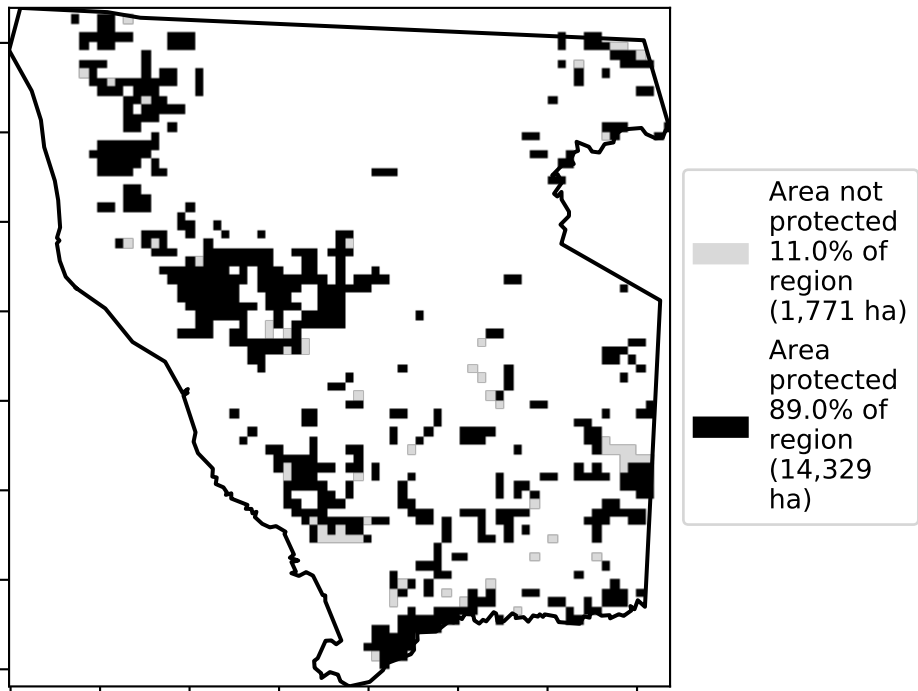 Area not
protected
11.0% of
region
(1,771 ha)
Area
protected
89.0% of
region
(14,329
ha)